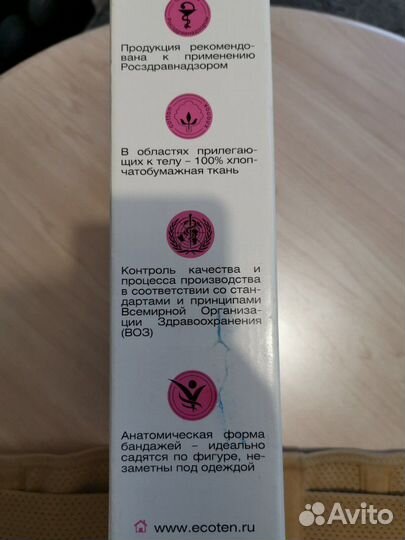 Продукция рекомендо-
вана к применению
Росздравнадзором
В областях прилегаю-
щих к телу – 100% хлоп-
чатобумажная ткань
Контроль качества и
процесса производства
в соответствии со стан-
дартами и принципами
Всемирной Организа-
ции Здравоохранения
(ВОЗ)
Анатомическая форма
бандажей – идеально
садятся по фигуре, не-
заметны под одеждой
www.ecoten.ru
Avito